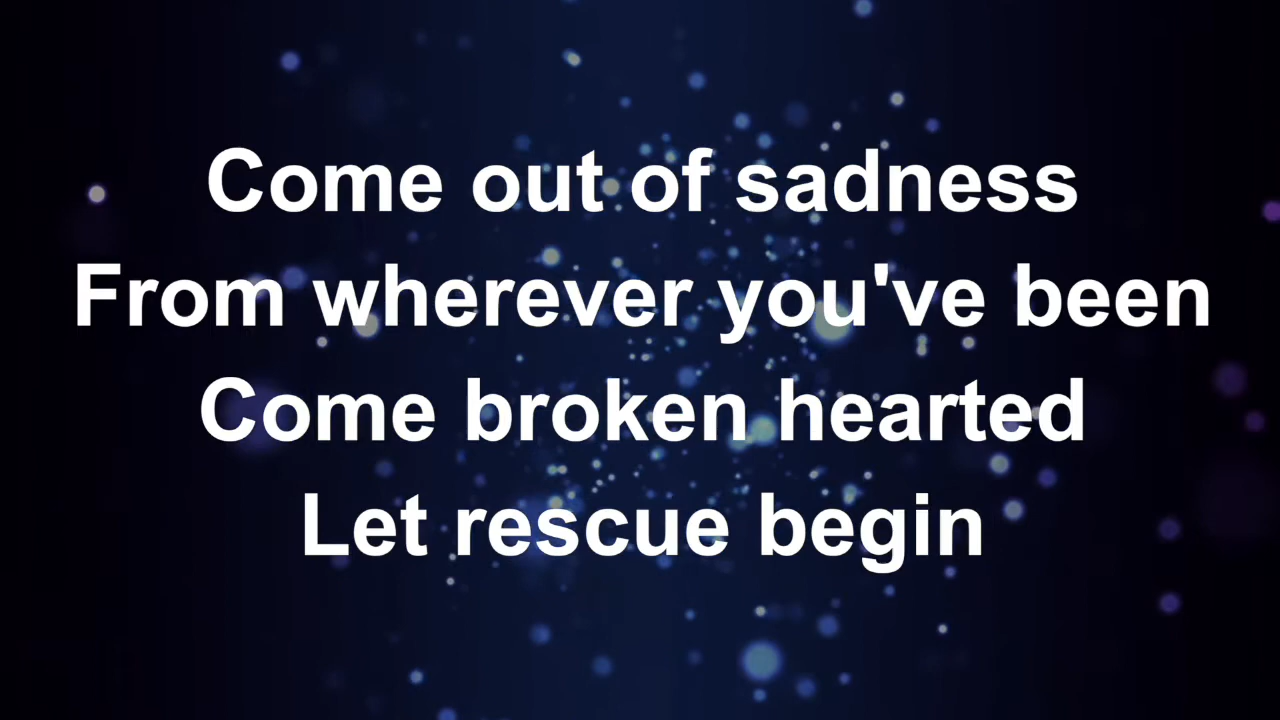 Come out of sadness
From wherever you've been
Come broken hearted
Let rescue begin